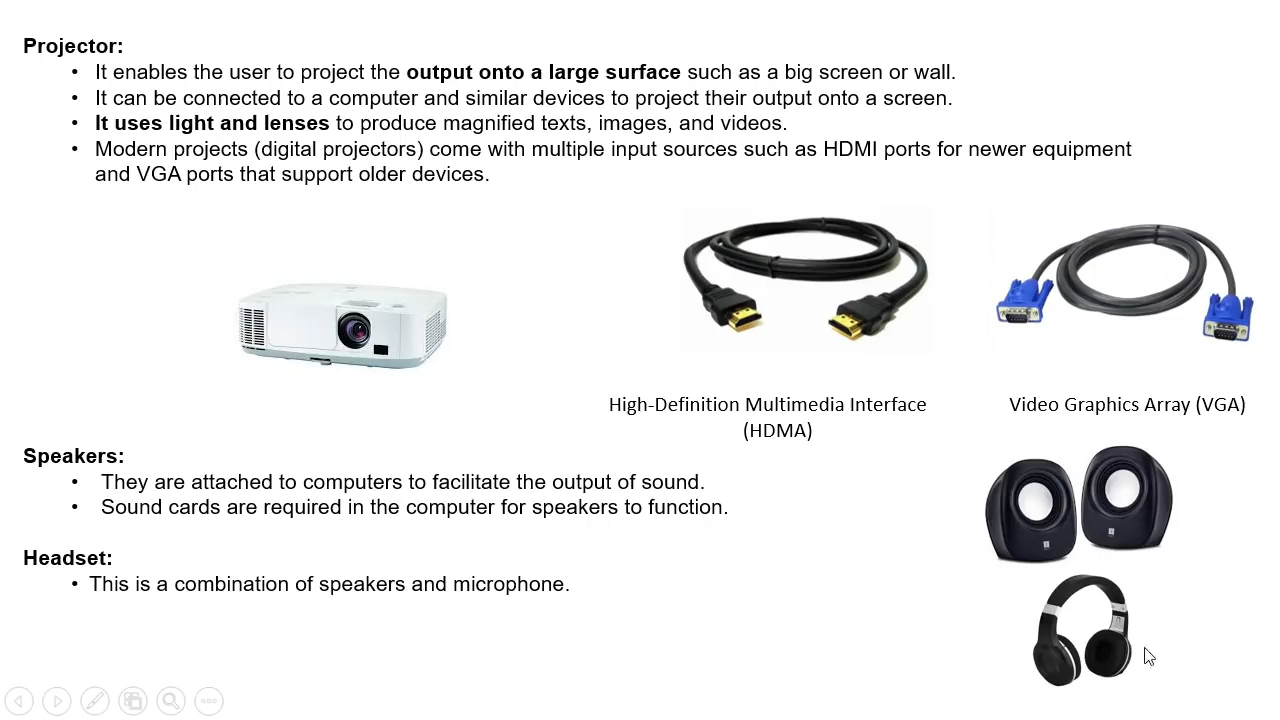 Projector:
• It enables the user to project the output onto a large surface such as a big screen or wall.
• It can be connected to a computer and similar devices to project their output onto a screen.
• It uses light and lenses to produce magnified texts, images, and videos.
• Modern projects (digital projectors) come with multiple input sources such as HDMI ports for newer equipment
and VGA ports that support older devices.
High-Definition Multimedia Interface
(HDMA)
Video Graphics Array (VGA)
Speakers:
• They are attached to computers to facilitate the output of sound.
• Sound cards are required in the computer for speakers to function.
Headset:
• This is a combination of speakers and microphone.